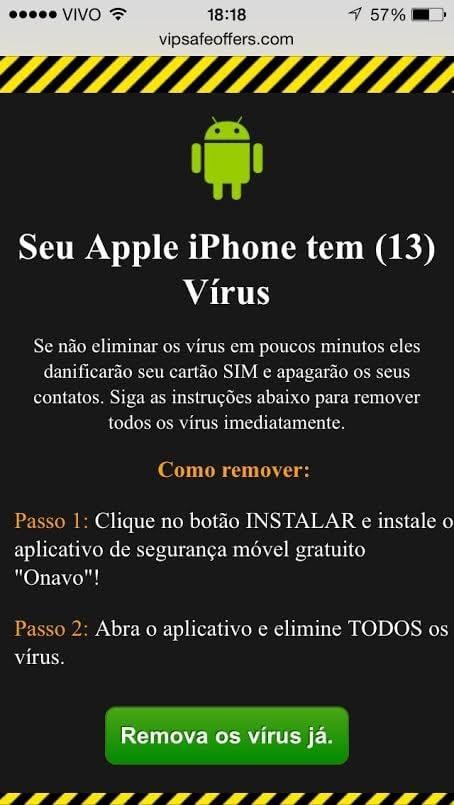 VIVO 18:18 57%
vipsafeoffers.com
Seu Apple iPhone tem (13)
Vírus
Se não eliminar os vírus em poucos minutos eles
danificarão seu cartão SIM e apagarão os seus
contatos. Siga as instruções abaixo para remover
todos os vírus imediatamente.
Como remover:
Passo 1: Clique no botão INSTALAR e instale o
aplicativo de segurança móvel gratuito
"Onavo"!
Passo 2: Abra o aplicativo e elimine TODOS os
vírus.
Remova os vírus já.